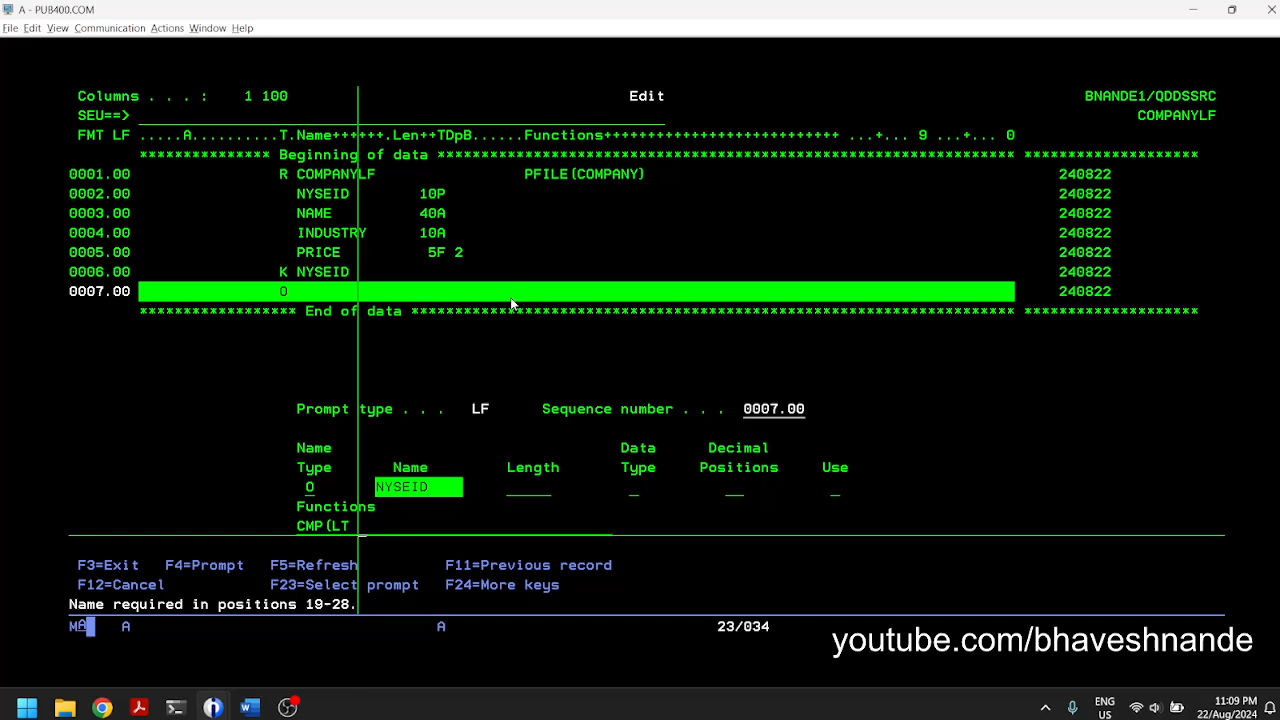 A - PUB400.COM
File Edit View Communication Actions Window Help
Columns . . . :    1 100    Edit    BNANDE1/QDDSSRC
SEU==>    COMPANYLF
FMT LF .....A..........T.Name++++++.Len++TDpB......Functions+++++++++++++++++++++++++++ ...+... 9 ...+... 0
*************** Beginning of data ****************************************************************** ********************
0001.00    R COMPANYLF    PFILE(COMPANY)    240822
0002.00    NYSEID    10P    240822
0003.00    NAME    40A    240822
0004.00    INDUSTRY    10A    240822
0005.00    PRICE    5F 2    240822
0006.00    K NYSEID    240822
0007.00    O    240822
****************** End of data ********************************************************************* ********************
Prompt type . . .    LF    Sequence number . . .    0007.00
Name    Data    Decimal
Type    Name    Length    Type    Positions    Use
O    NYSEID
Functions
CMP(LT
F3=Exit    F4=Prompt    F5=Refresh    F11=Previous record
F12=Cancel    F23=Select prompt    F24=More keys
Name required in positions 19-28.
MA    A    A    23/034
youtube.com/bhaveshnande
ENG
US
11:09 PM
22/Aug/2024